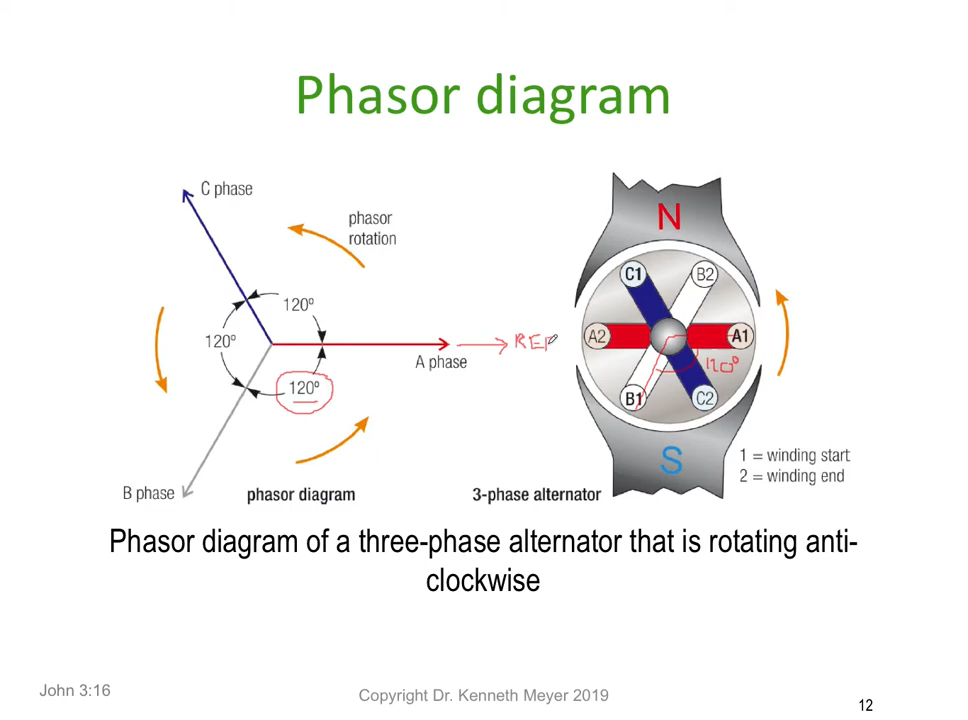 Phasor diagram
C phase
phasor
rotation
120º
120º
A phase
120º
B phase
phasor diagram
N
C1
B2
A2
A1
120º
B1
C2
S
1 = winding start
2 = winding end
3-phase alternator
Phasor diagram of a three-phase alternator that is rotating anti-
clockwise
John 3:16
Copyright Dr. Kenneth Meyer 2019
12